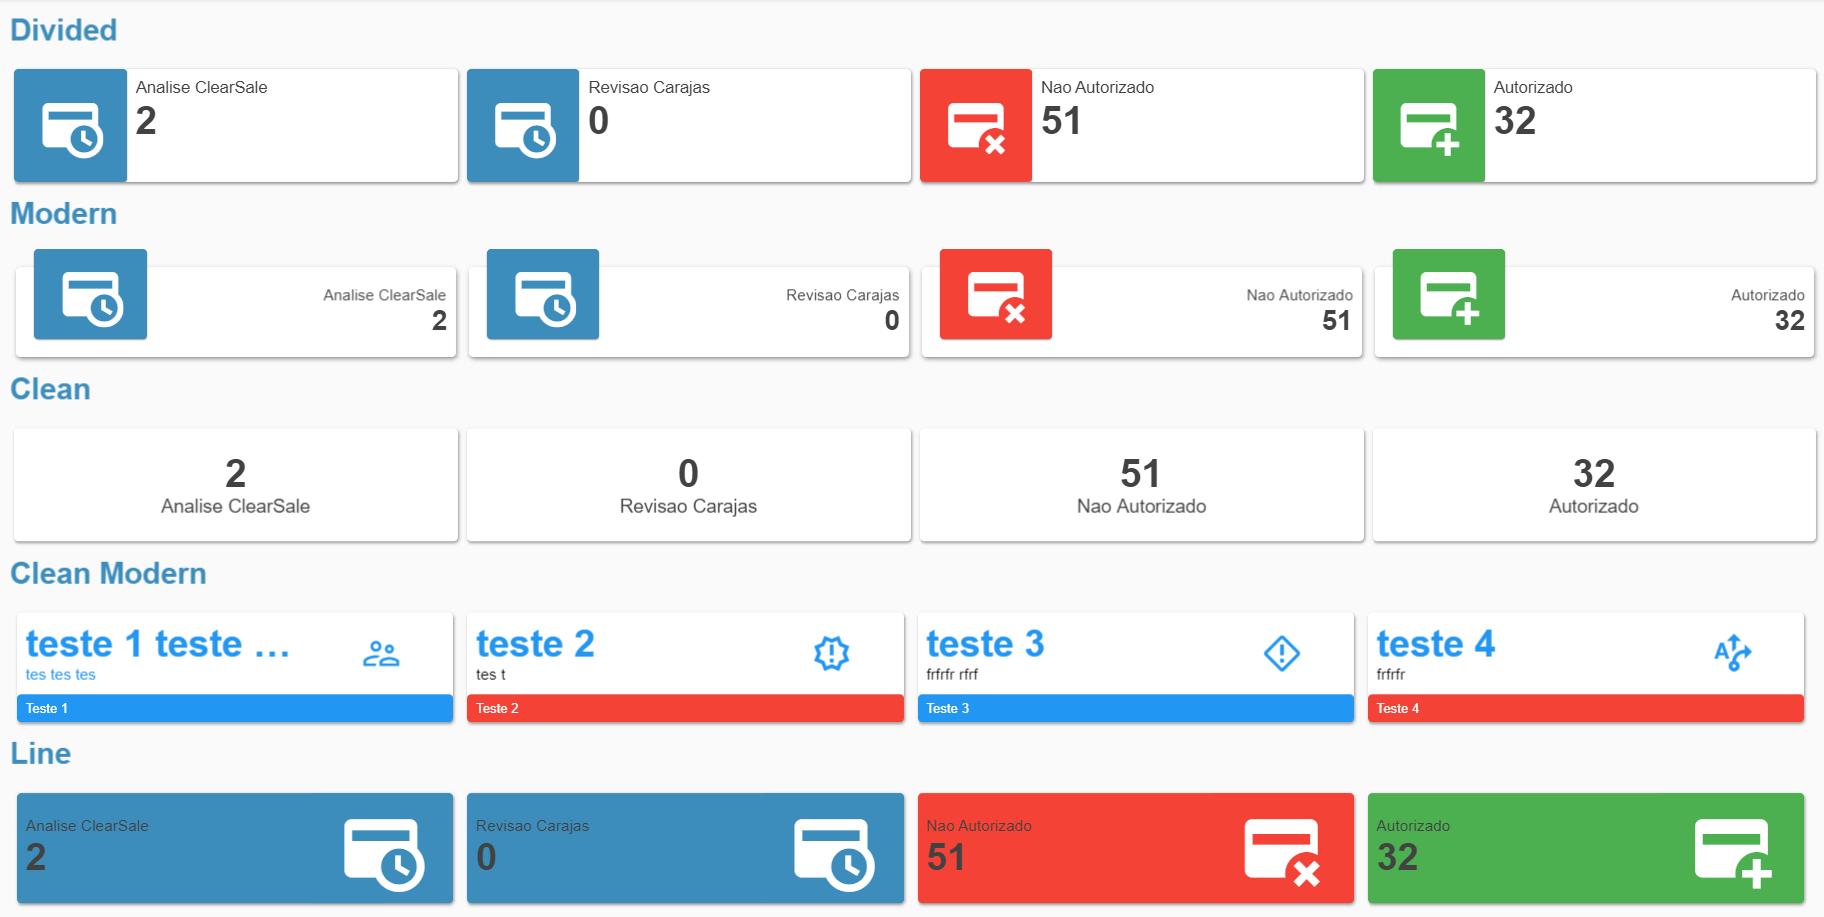 Divided
Analise ClearSale
2
Revisao Carajas
0
Nao Autorizado
51
Autorizado
32
Modern
Analise ClearSale
2
Revisao Carajas
0
Nao Autorizado
51
Autorizado
32
Clean
2
Analise ClearSale
0
Revisao Carajas
51
Nao Autorizado
32
Autorizado
Clean Modern
teste 1 teste ...
tes tes tes
Teste 1
teste 2
tes t
Teste 2
teste 3
frfrfr rfrf
Teste 3
teste 4
frfrfr
A
Teste 4
Line
Analise ClearSale
2
Revisao Carajas
0
Nao Autorizado
51
Autorizado
32